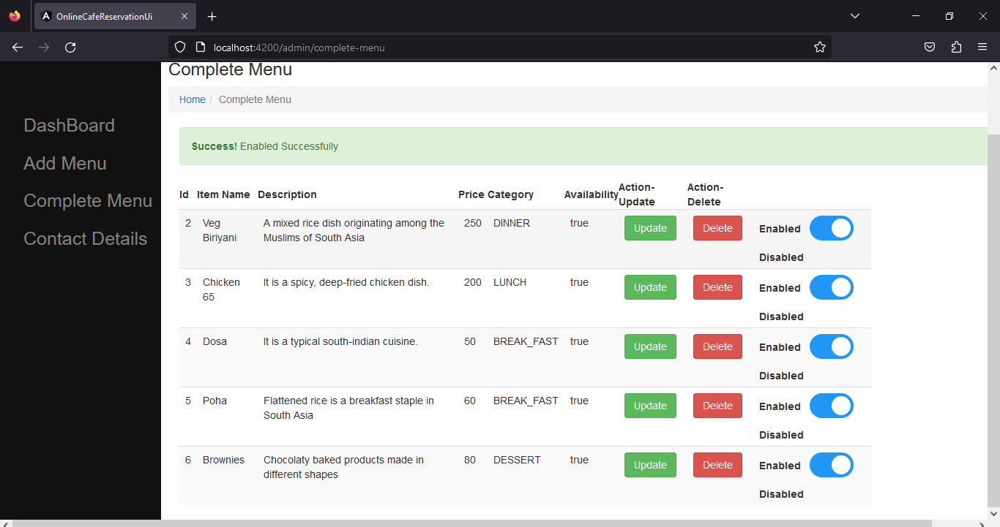 OnlineCafeReservationUi
localhost:4200/admin/complete-menu
DashBoard
Add Menu
Complete Menu
Contact Details
Complete Menu
Home / Complete Menu
Success! Enabled Successfully
Id Item Name Description Price Category Availability Action-Update Action-Delete
2 Veg Biriyani A mixed rice dish originating among the Muslims of South Asia 250 DINNER true Update Delete Enabled
Disabled
3 Chicken 65 It is a spicy, deep-fried chicken dish. 200 LUNCH true Update Delete Enabled
Disabled
4 Dosa It is a typical south-indian cuisine. 50 BREAK_FAST true Update Delete Enabled
Disabled
5 Poha Flattened rice is a breakfast staple in South Asia 60 BREAK_FAST true Update Delete Enabled
Disabled
6 Brownies Chocolaty baked products made in different shapes 80 DESSERT true Update Delete Enabled
Disabled